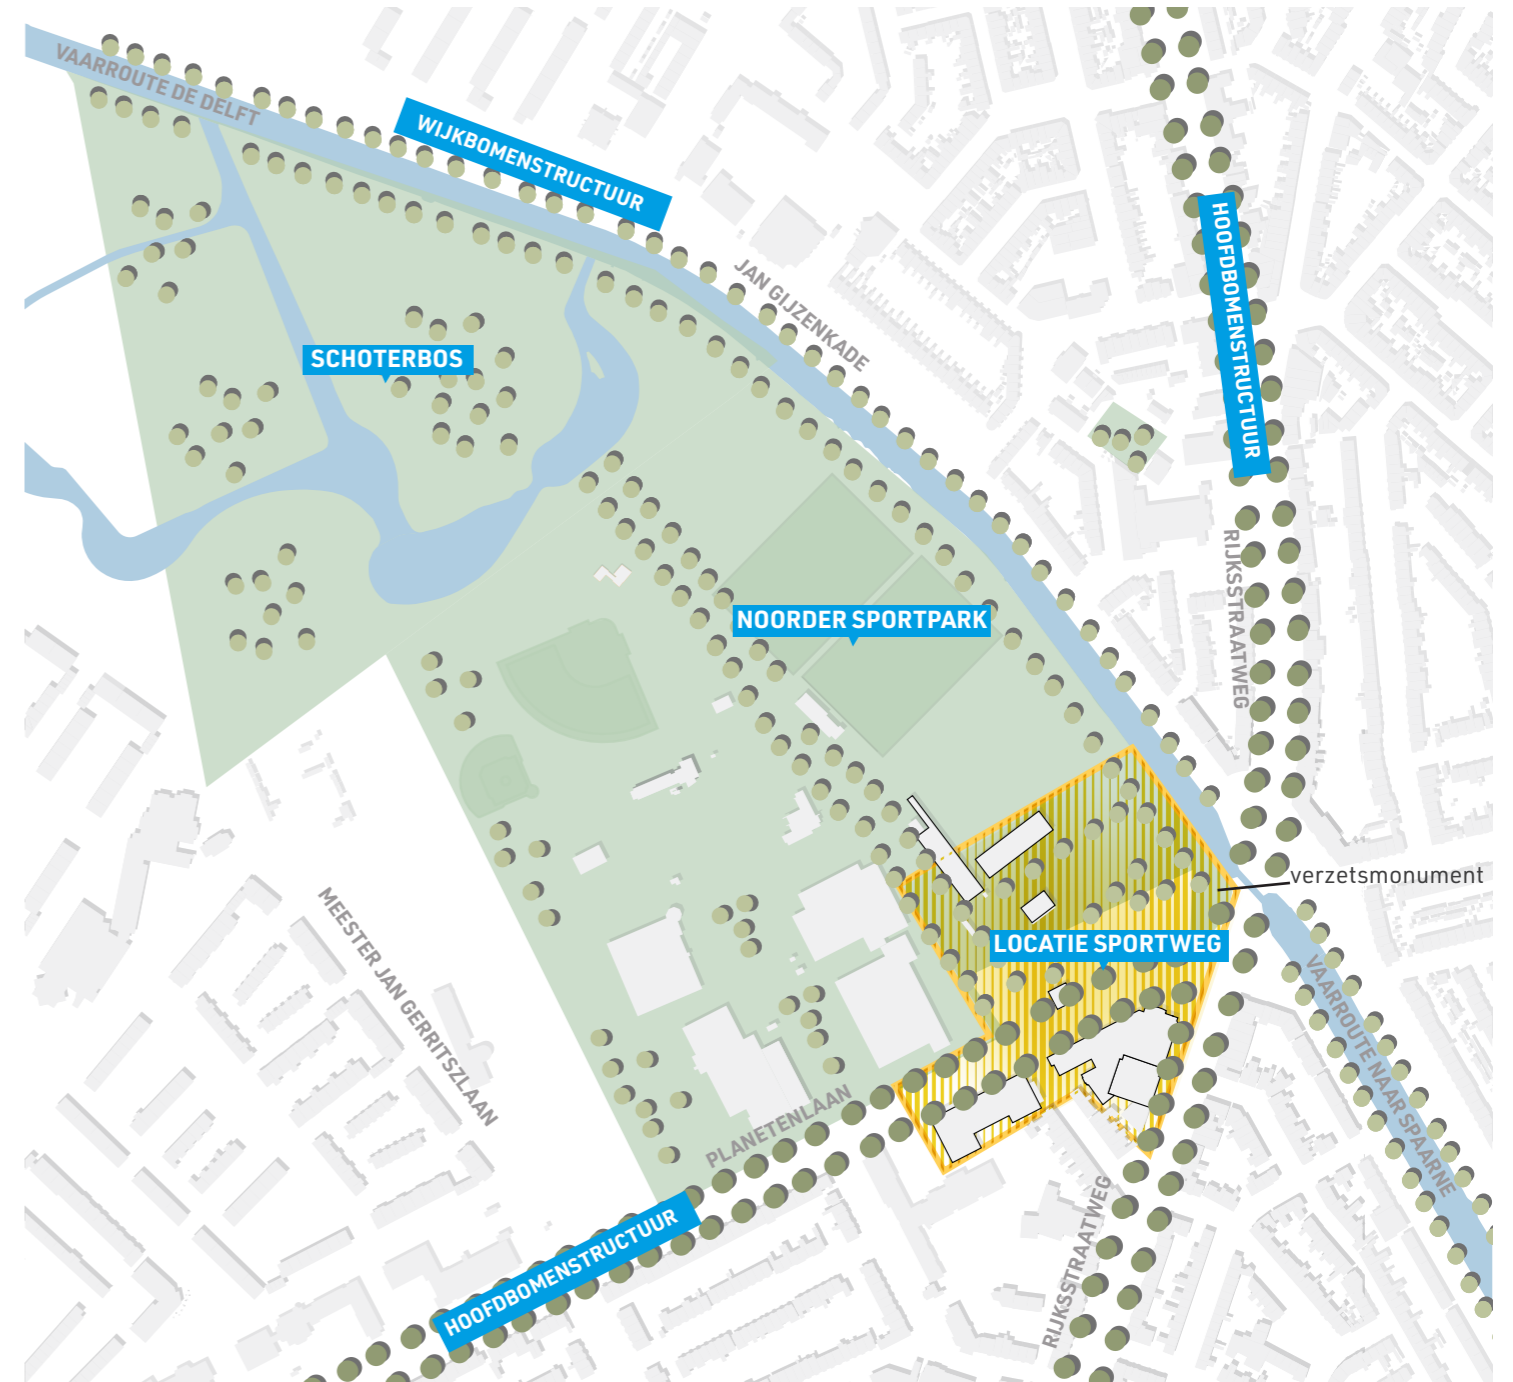 VAARROUTE DE DELFT
WIJKBOMENSTRUCTUUR
HOOFDBOMENSTRUCTUUR
JAN GIJZENKADE
SCHOTERBOS
RIJKSSTRAATWEG
NOORDER SPORTPARK
verzetsmonument
LOCATIE SPORTWEG
MEESTER JAN GERRITSZLAAN
VAARROUTE NAAR SPAARNE
PLANETENLAAN
HOOFDBOMENSTRUCTUUR
RIJKSSTRAATWEG